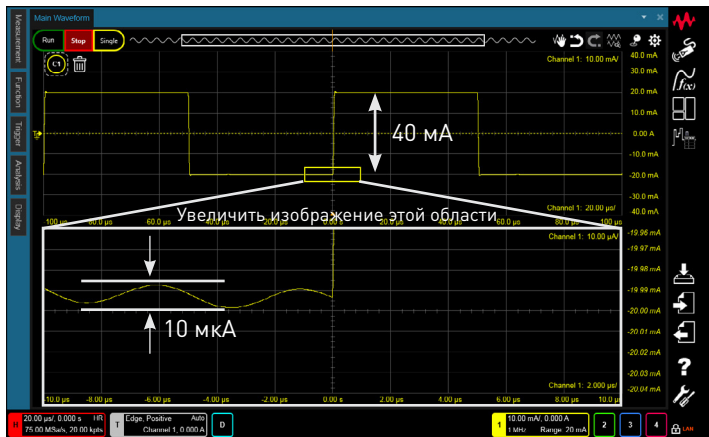 Main Waveform
Measurement
Function
Trigger
Analysis
Display
Run
Stop
Single
C1
Channel 1: 10.00 mA/
40.0 mA
30.0 mA
20.0 mA
10.0 mA
0.00 A
-10.0 mA
-20.0 mA
-30.0 mA
40.0 mA
40 мА
Channel 1: 20.00 µs/
Увеличить изображение этой области
100 µs
80.0 µs
60.0 µs
40.0 µs
20.0 µs
0.00 s
20.0 µs
40.0 µs
60.0 µs
80.0 µs
100 µs
Channel 1: 10.00 µA/
-19.96 mA
-19.97 mA
-19.98 mA
-19.99 mA
-20.00 mA
-20.01 mA
-20.02 mA
-20.03 mA
-20.04 mA
10 мкА
Channel 1: 2.000 µs/
-10.0 µs
-8.00 µs
-6.00 µs
-4.00 µs
-2.00 µs
0.00 s
2.00 µs
4.00 µs
6.00 µs
8.00 µs
10.0 µ
f(x)
?
H
20.00 µs/, 0.000 s HR
75.00 MSa/s, 20.00 kpts
T
Edge, Positive Auto
Channel 1, 0.000 A
D
1
10.00 mA/, 0.000 A
1 MHz Range 20 mA
2
3
4
LAN